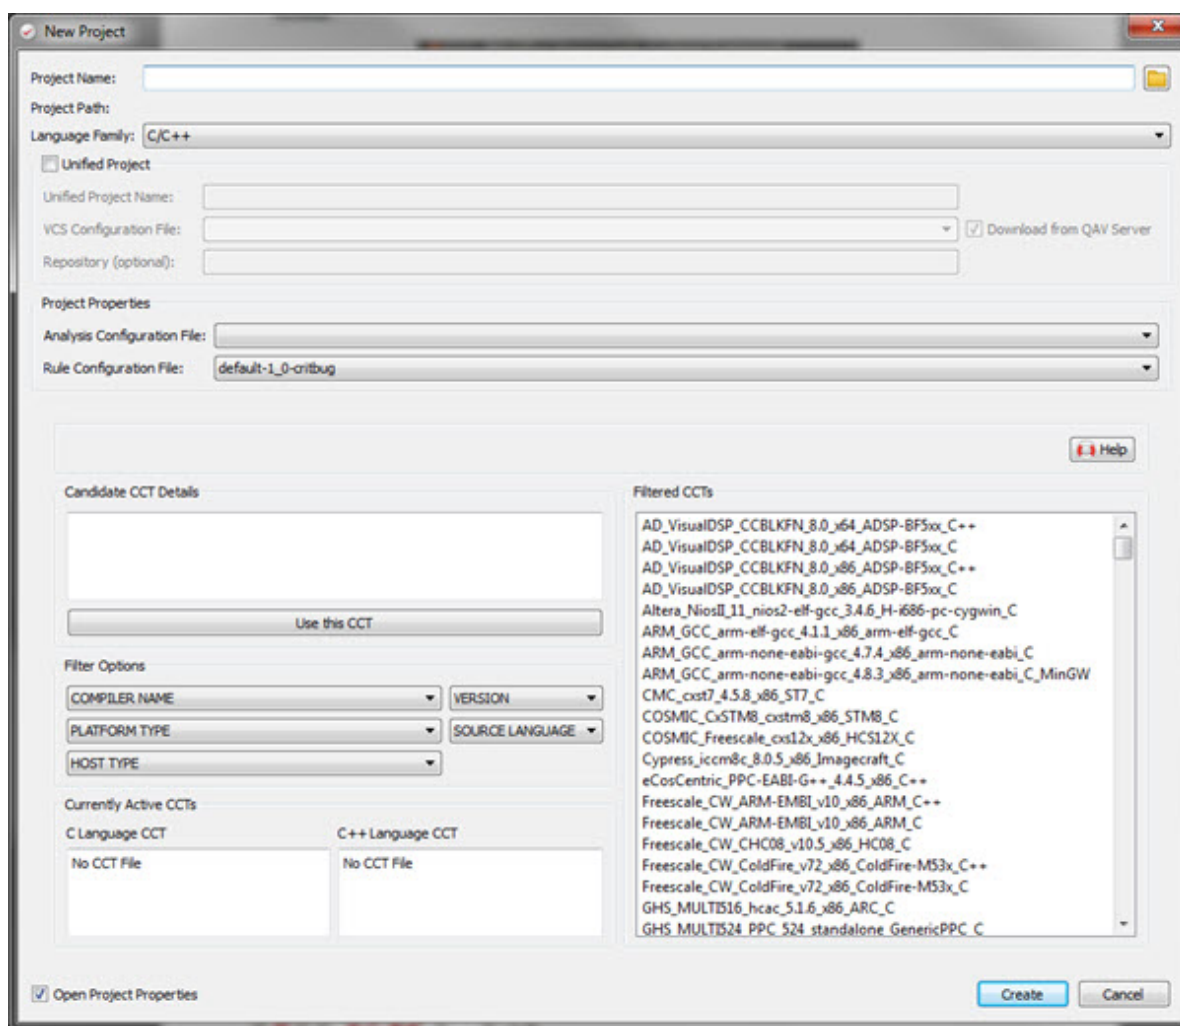 New Project
Project Name:
Project Path:
Language Family: C/C++
Unified Project
Unified Project Name:
VCS Configuration File: Download from QAV Server
Repository (optional):
Project Properties
Analysis Configuration File:
Rule Configuration File: default-1_0-critbug
Help
Candidate CCT Details
Use this CCT
Filter Options
COMPILER NAME VERSION
PLATFORM TYPE SOURCE LANGUAGE
HOST TYPE
Currently Active CCTs
C Language CCT C++ Language CCT
No CCT File No CCT File
Filtered CCTs
AD_VisualDSP_CCBLKFN_8.0_x64_ADSP-BF5xx_C++
AD_VisualDSP_CCBLKFN_8.0_x64_ADSP-BF5xx_C
AD_VisualDSP_CCBLKFN_8.0_x86_ADSP-BF5xx_C++
AD_VisualDSP_CCBLKFN_8.0_x86_ADSP-BF5xx_C
Altera_NiosII_11_nios2-elf-gcc_3.4.6_H-i686-pc-cygwin_C
ARM_GCC_arm-elf-gcc_4.1.1_x86_arm-elf-gcc_C
ARM_GCC_arm-none-eabi-gcc_4.7.4_x86_arm-none-eabi_C
ARM_GCC_arm-none-eabi-gcc_4.8.3_x86_arm-none-eabi_C_MinGW
CMC_cxst7_4.5.8_x86_ST7_C
COSMIC_CxSTM8_cxstm8_x86_STM8_C
COSMIC_Freescale_cxs12x_x86_HCS12X_C
Cypress_iccm8c_8.0.5_x86_Imagecraft_C
eCosCentric_PPC-EABI-G++_4.4.5_x86_C++
Freescale_CW_ARM-EMBI_v10_x86_ARM_C++
Freescale_CW_ARM-EMBI_v10_x86_ARM_C
Freescale_CW_CHC08_v10.5_x86_HC08_C
Freescale_CW_ColdFire_v72_x86_ColdFire-M53x_C++
Freescale_CW_ColdFire_v72_x86_ColdFire-M53x_C
GHS_MULTI516_hcac_5.1.6_x86_ARC_C
GHS_MULTI524_PPC_524_standalone_GenericPPC_C
Open Project Properties
Create Cancel